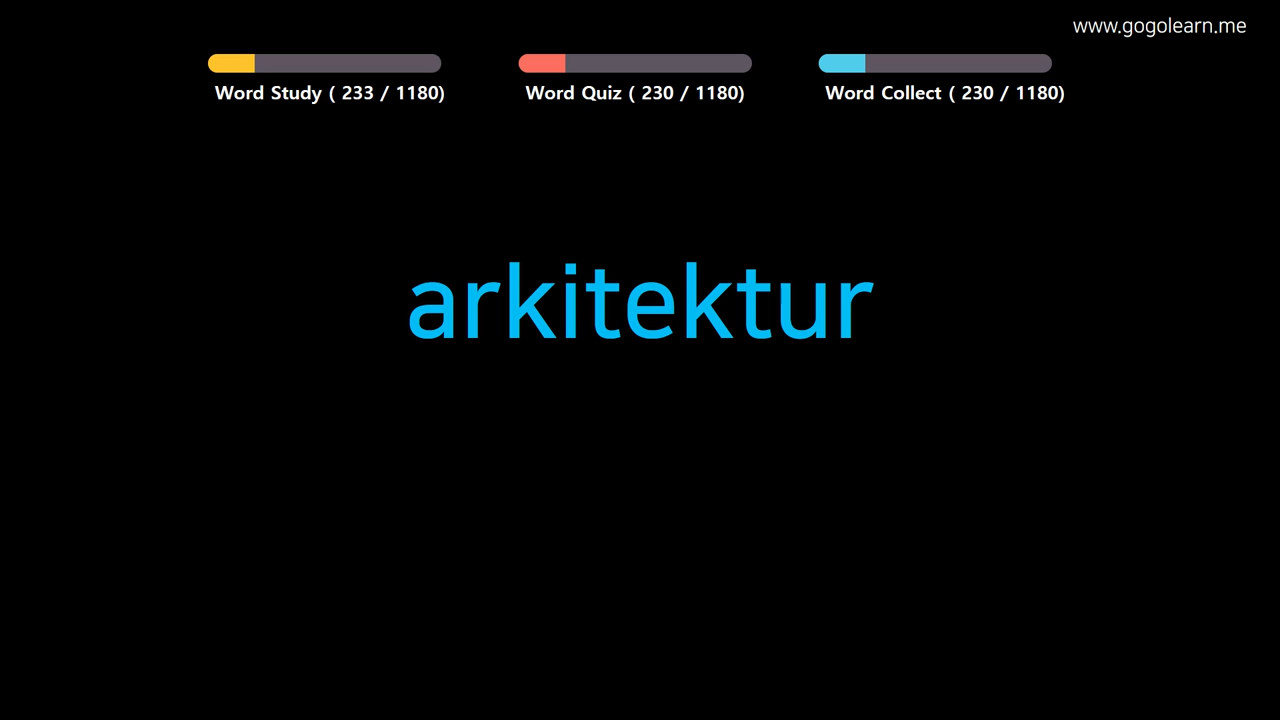 www.gogolearn.me
Word Study ( 233 / 1180)
Word Quiz ( 230 / 1180)
Word Collect ( 230 / 1180)
arkitektur